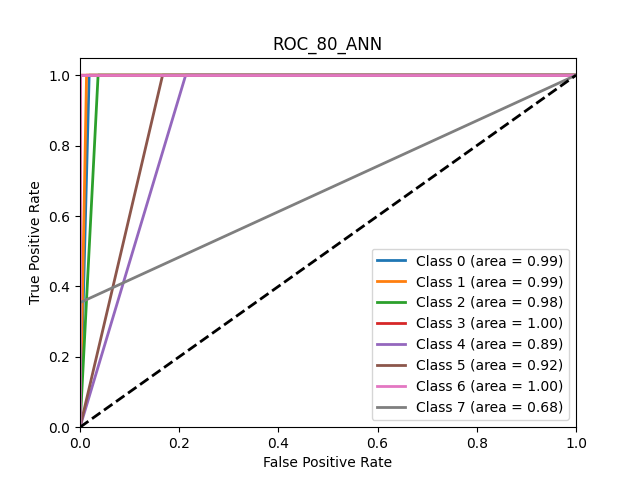 ROC_80_ANN
True Positive Rate
1.0
0.8
0.6
0.4
0.2
0.0
Class 0 (area = 0.99)
Class 1 (area = 0.99)
Class 2 (area = 0.98)
Class 3 (area = 1.00)
Class 4 (area = 0.89)
Class 5 (area = 0.92)
Class 6 (area = 1.00)
Class 7 (area = 0.68)
0.0 0.2 0.4 0.6 0.8 1.0
False Positive Rate